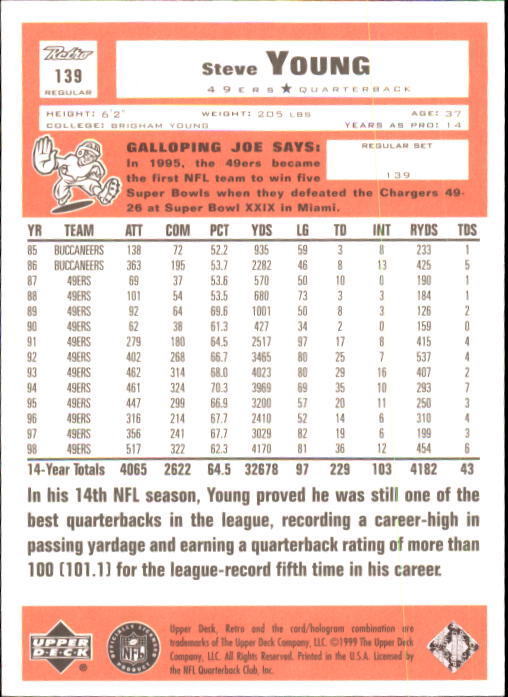 Retro
139
REGULAR
Steve YOUNG
49ERS ★ QUARTERBACK
HEIGHT: 6'2" WEIGHT: 205 LBS AGE: 37
COLLEGE: BRIGHAM YOUNG YEARS AS PRO: 14
GALLOPING JOE SAYS:
In 1995, the 49ers became
the first NFL team to win five
Super Bowls when they defeated the Chargers 49-
26 at Super Bowl XXIX in Miami.
REGULAR SET
139
YR TEAM ATT COM PCT YDS LG TD INT RYDS TDS
85 BUCCANEERS 138 72 52.2 935 59 3 8 233 1
86 BUCCANEERS 363 195 53.7 2282 46 8 13 425 5
87 49ERS 69 37 53.6 570 50 10 0 190 1
88 49ERS 101 54 53.5 680 73 3 3 184 1
89 49ERS 92 64 69.6 1001 50 8 3 126 2
90 49ERS 62 38 61.3 427 34 2 0 159 0
91 49ERS 279 180 64.5 2517 97 17 8 415 4
92 49ERS 402 268 66.7 3465 80 25 7 537 4
93 49ERS 462 314 68.0 4023 80 29 16 407 2
94 49ERS 461 324 70.3 3969 69 35 10 293 7
95 49ERS 447 299 66.9 3200 57 20 11 250 3
96 49ERS 316 214 67.7 2410 52 14 6 310 4
97 49ERS 356 241 67.7 3029 82 19 6 199 3
98 49ERS 517 322 62.3 4170 81 36 12 454 6
14-Year Totals 4065 2622 64.5 32678 97 229 103 4182 43
In his 14th NFL season, Young proved he was still one of the
best quarterbacks in the league, recording a career-high in
passing yardage and earning a quarterback rating of more than
100 (101.1) for the league-record fifth time in his career.
UPPER
DECK
®
OFFICIALLY LICENSED
NFL
PRODUCT
Upper Deck, Retro and the card/hologram combination are
trademarks of The Upper Deck Company, LLC. ©1999 The Upper Deck
Company, LLC. All Rights Reserved. Printed in the U.S.A. Licensed by
the NFL Quarterback Club, Inc.